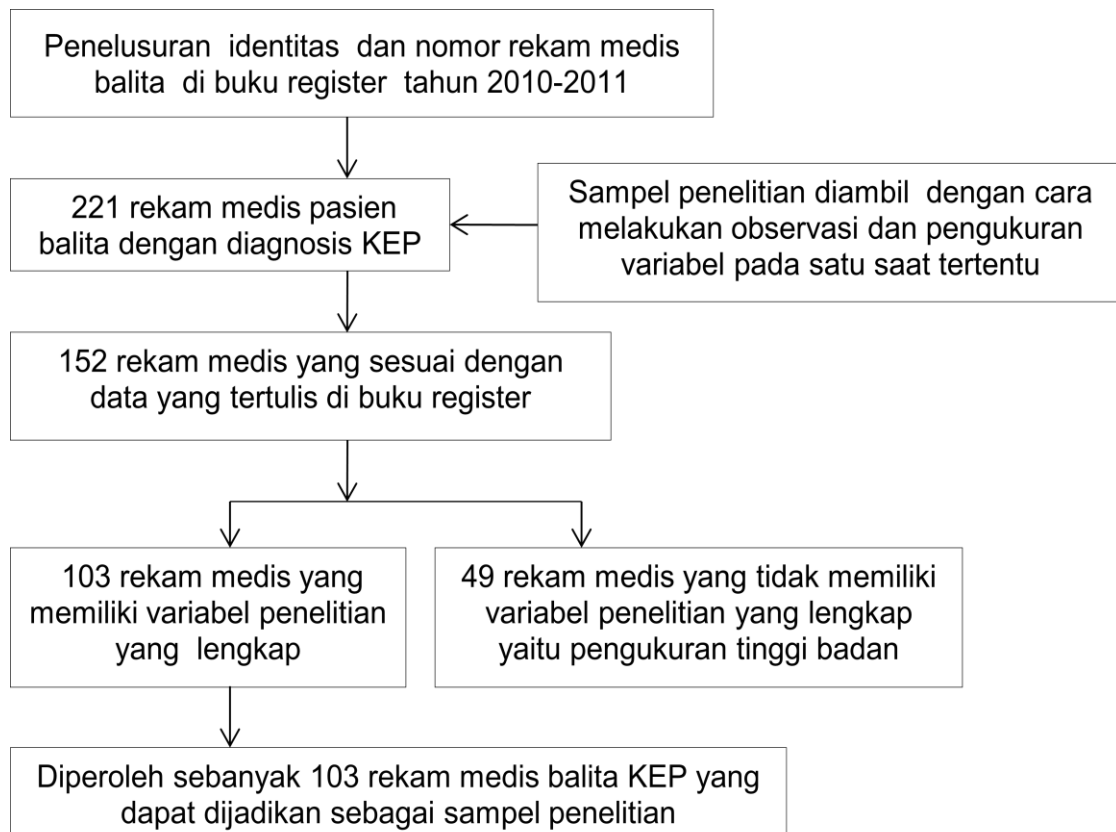 Penelusuran identitas dan nomor rekam medis
balita di buku register tahun 2010-2011
221 rekam medis pasien
balita dengan diagnosis KEP
Sampel penelitian diambil dengan cara
melakukan observasi dan pengukuran
variabel pada satu saat tertentu
152 rekam medis yang sesuai dengan
data yang tertulis di buku register
103 rekam medis yang
memiliki variabel penelitian
yang lengkap
49 rekam medis yang tidak memiliki
variabel penelitian yang lengkap
yaitu pengukuran tinggi badan
Diperoleh sebanyak 103 rekam medis balita KEP yang
dapat dijadikan sebagai sampel penelitian